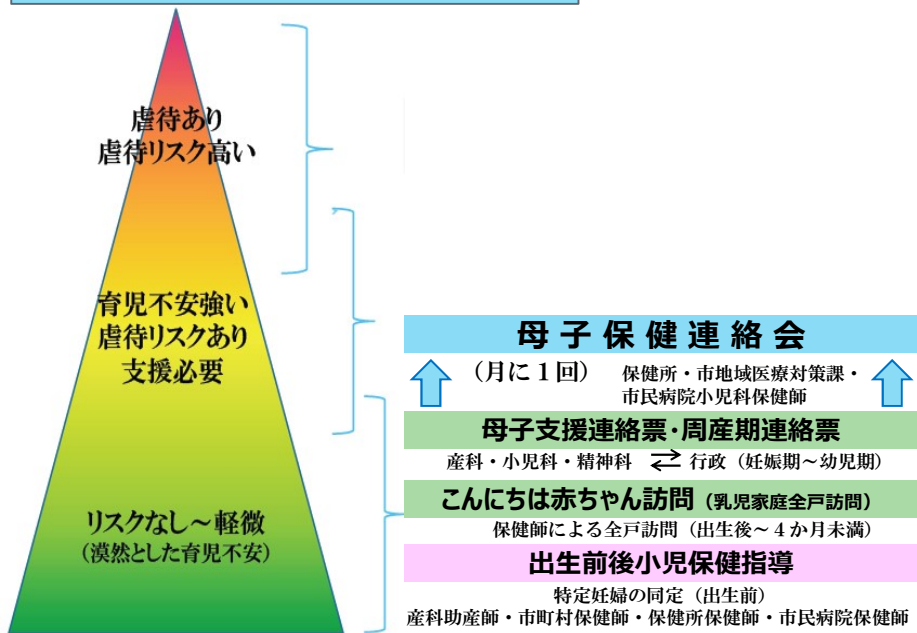 虐待あり
虐待リスク高い
育児不安強い
虐待リスクあり
支援必要
リスクなし～軽微
（漠然とした育児不安）
母子保健連絡会
（月に１回） 保健所・市地域医療対策課・
市民病院小児科保健師
母子支援連絡票・周産期連絡票
産科・小児科・精神科 ⇄ 行政（妊娠期～幼児期）
こんにちは赤ちゃん訪問（乳児家庭全戸訪問）
保健師による全戸訪問（出生後～４か月未満）
出生前後小児保健指導
特定妊婦の同定（出生前）
産科助産師・市町村保健師・保健所保健師・市民病院保健師